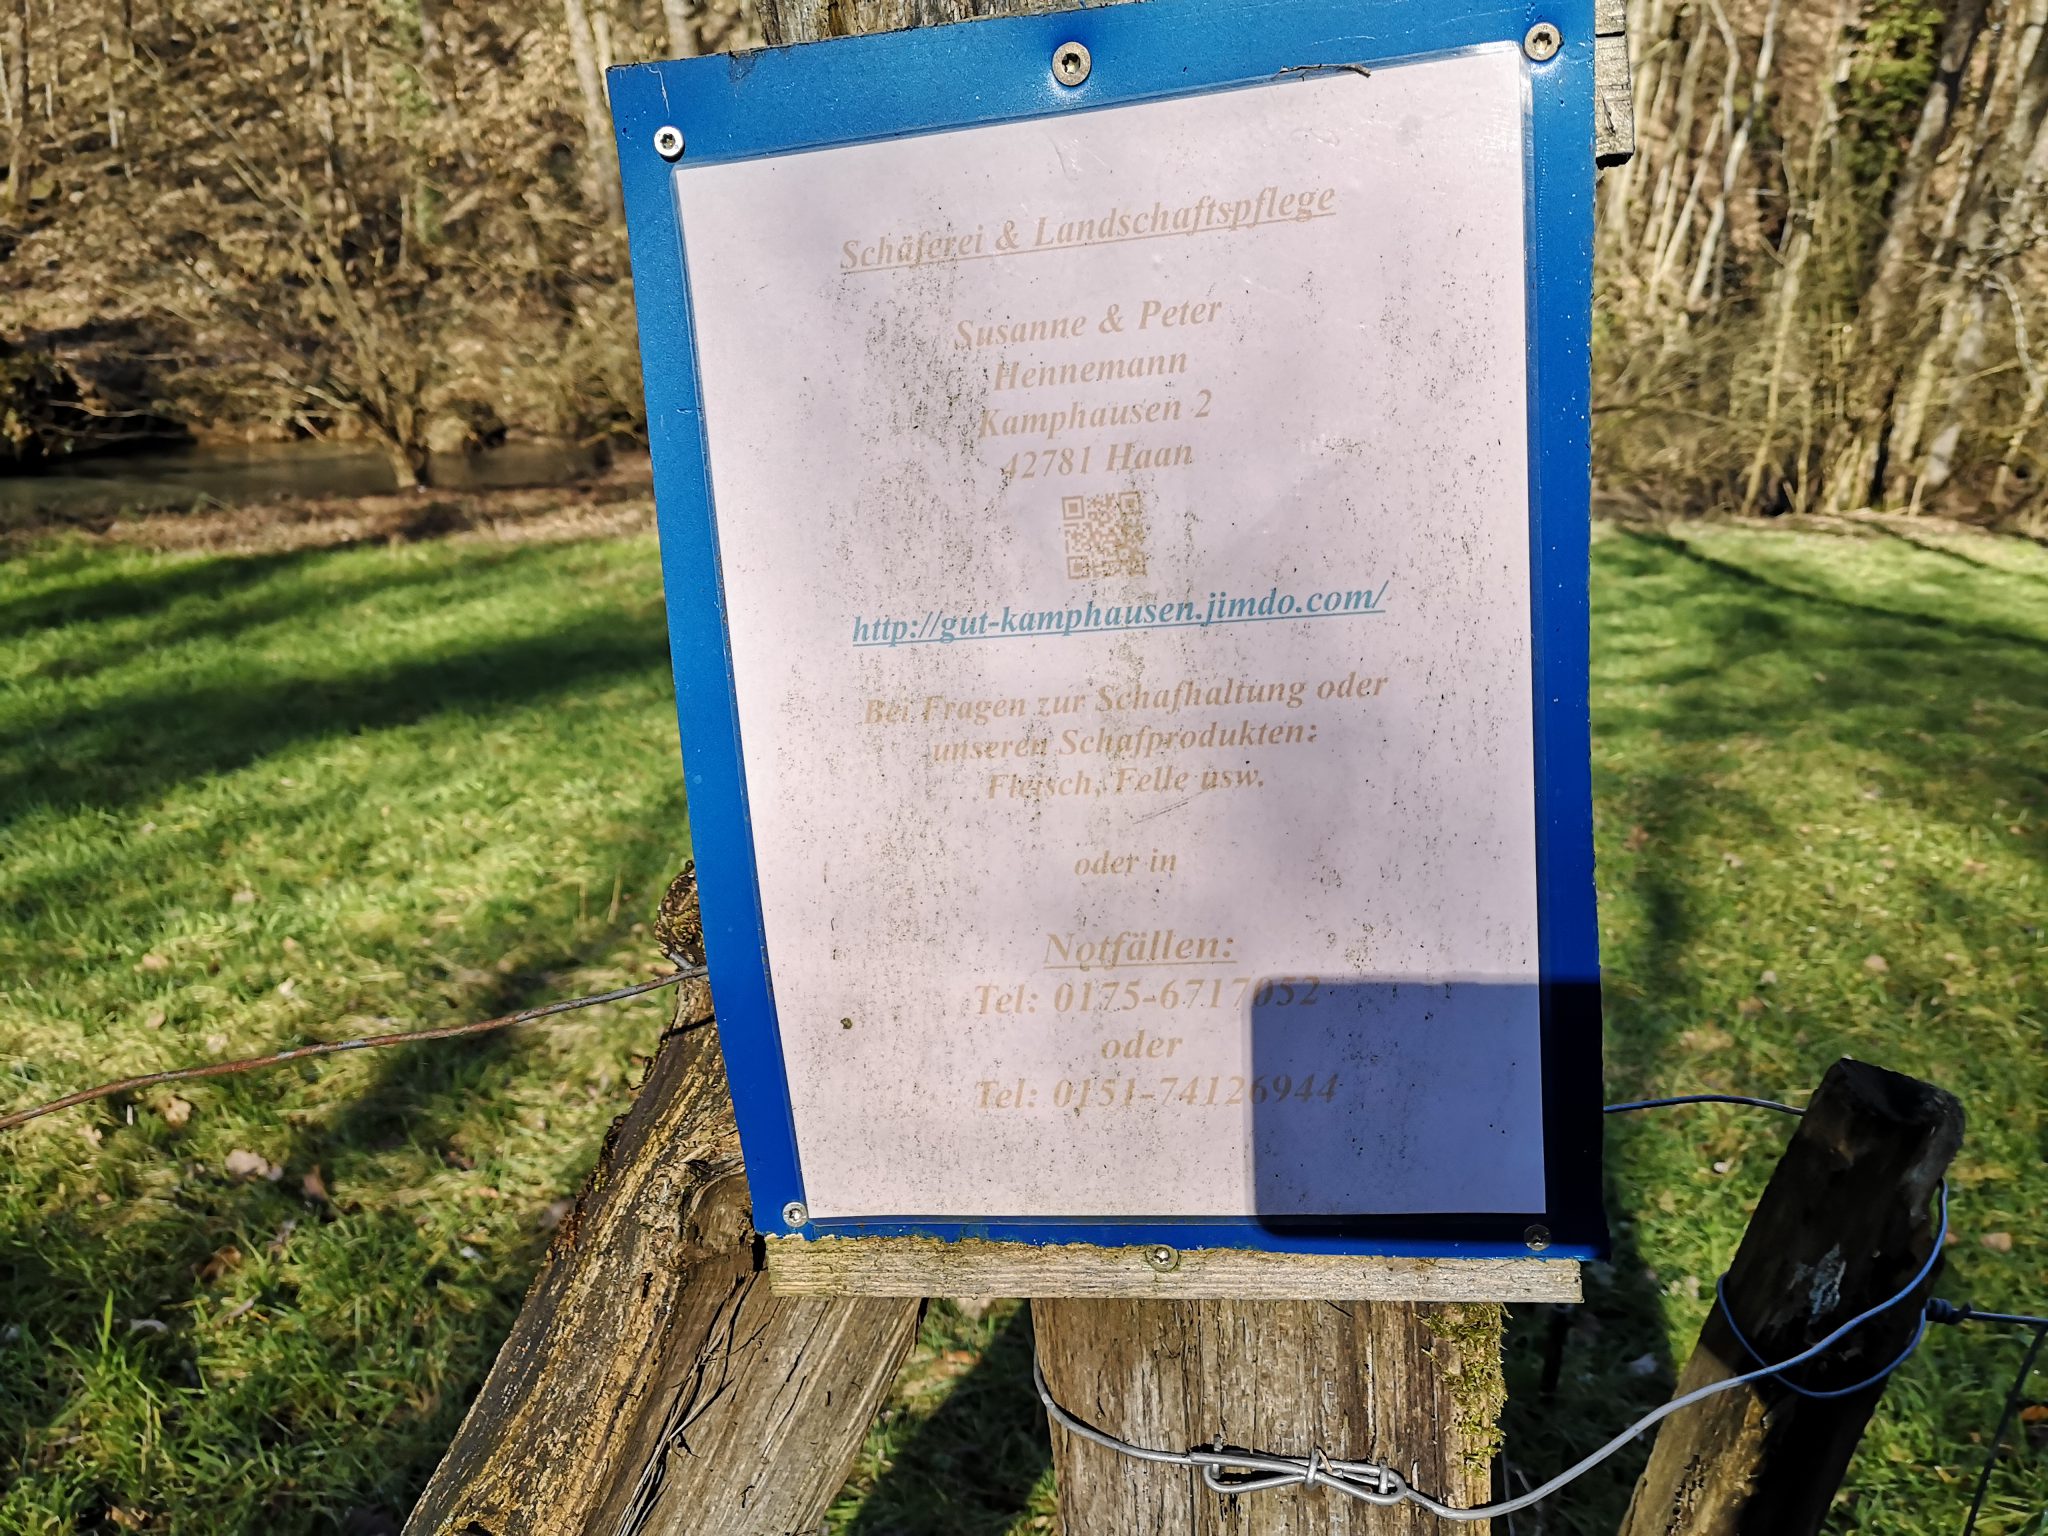 Schäferei & Landschaftspflege
Susanne & Peter
Hennemann
Kamphausen 2
42781 Haan
http://gut-kamphausen.jimdo.com/
Bei Fragen zur Schafhaltung oder
unseren Schafprodukten:
Fleisch, Felle usw.
oder in
Notfällen:
Tel: 0175-6717052
oder
Tel: 0151-74126944